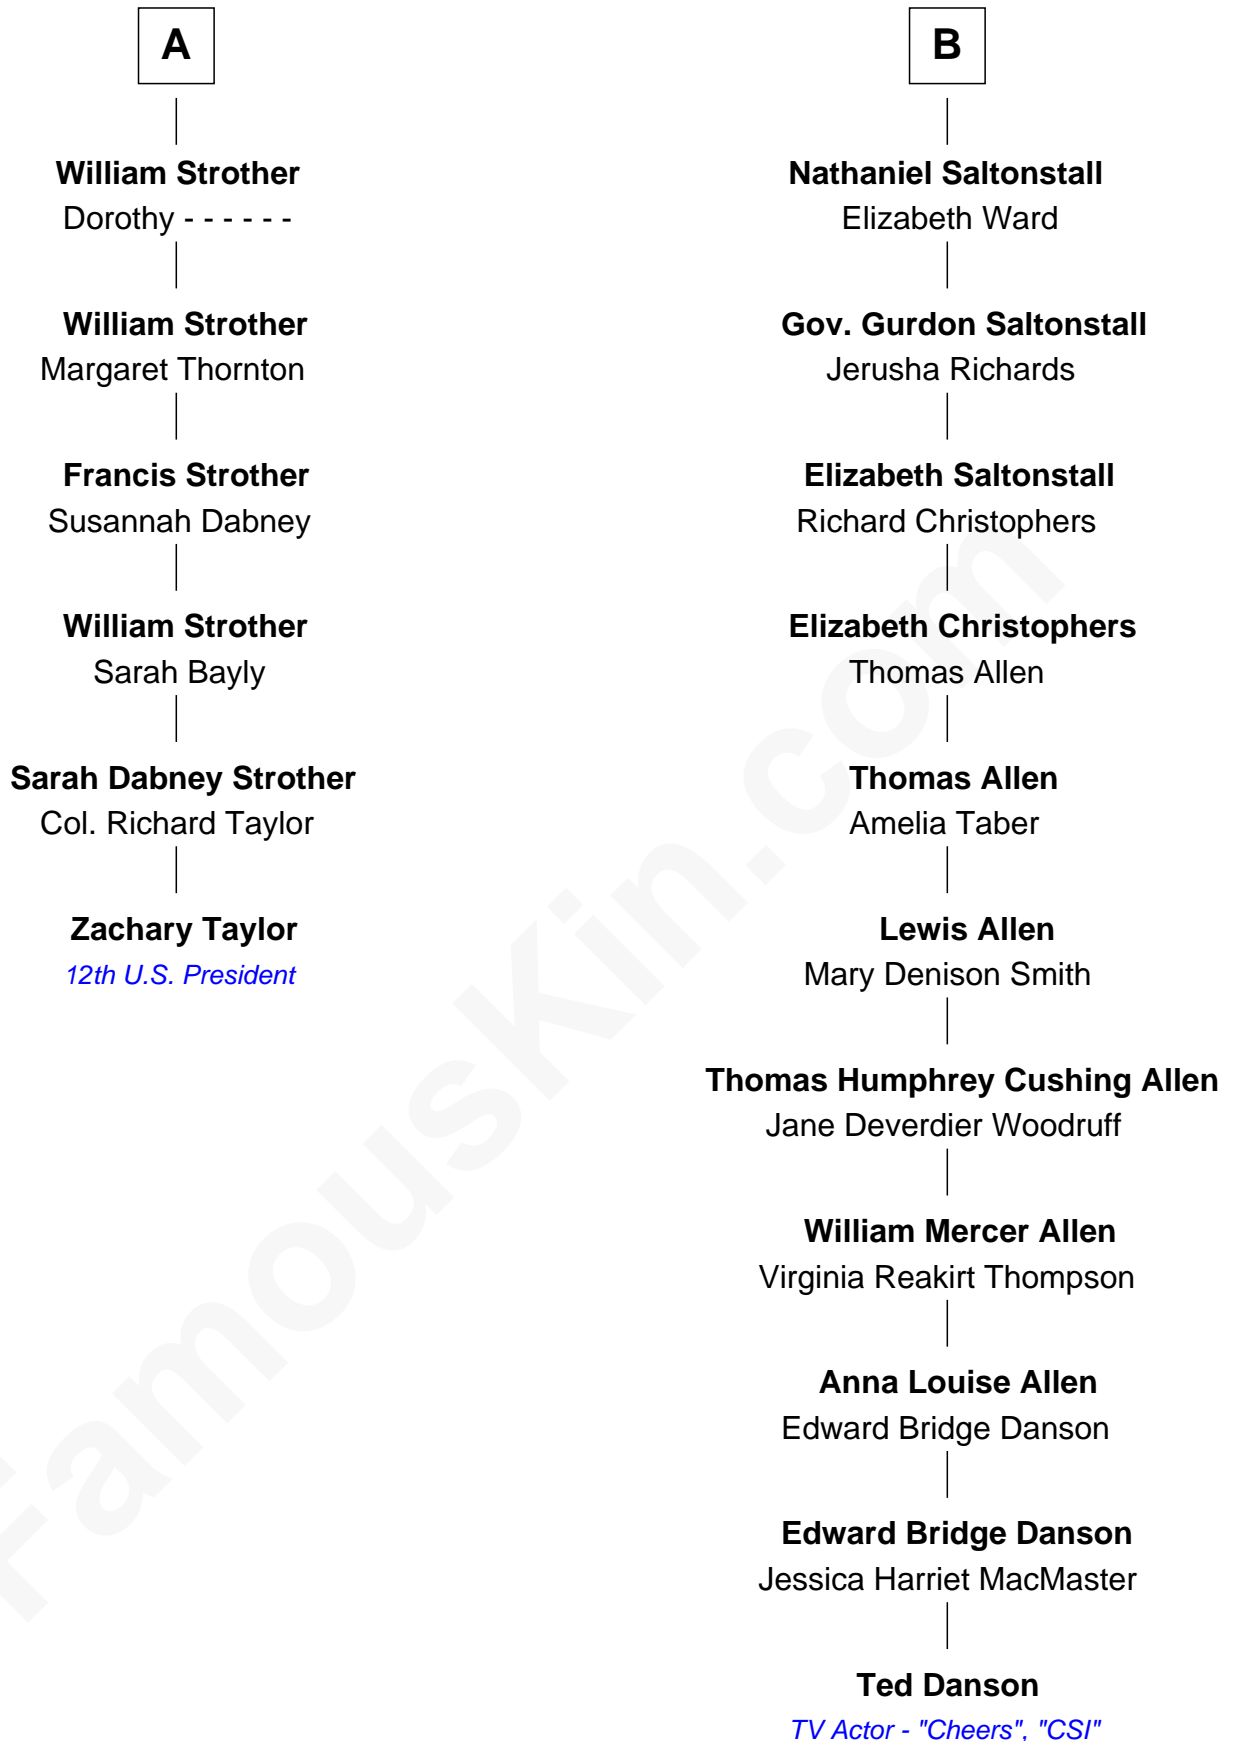 A
William Strother
Dorothy - - - - - -
William Strother
Margaret Thornton
Francis Strother
Susannah Dabney
William Strother
Sarah Bayly
Sarah Dabney Strother
Col. Richard Taylor
Zachary Taylor
12th U.S. President
B
Nathaniel Saltonstall
Elizabeth Ward
Gov. Gurdon Saltonstall
Jerusha Richards
Elizabeth Saltonstall
Richard Christophers
Elizabeth Christophers
Thomas Allen
Thomas Allen
Amelia Taber
Lewis Allen
Mary Denison Smith
Thomas Humphrey Cushing Allen
Jane Deverdier Woodruff
William Mercer Allen
Virginia Reakirt Thompson
Anna Louise Allen
Edward Bridge Danson
Edward Bridge Danson
Jessica Harriet MacMaster
Ted Danson
TV Actor - "Cheers", "CSI"
FamousKin.com